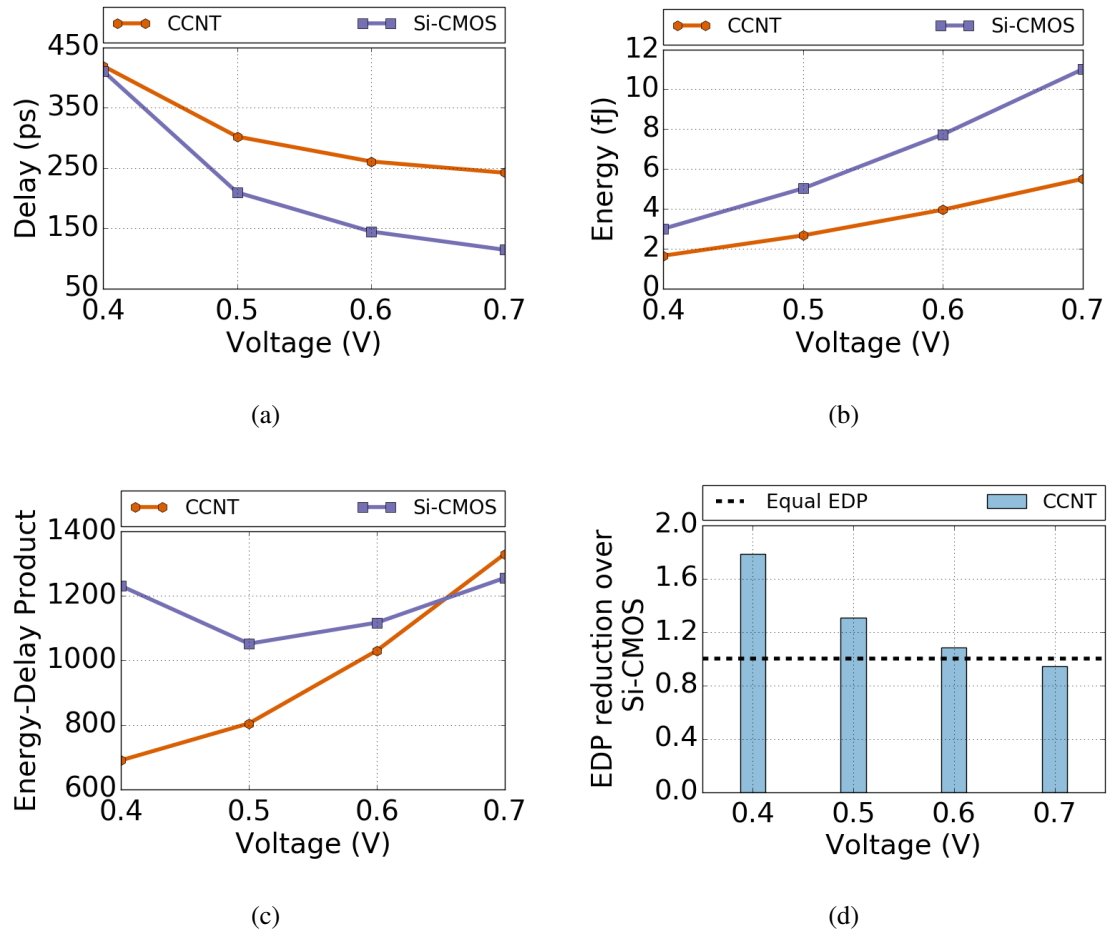 CCNT Si-CMOS
450
350
250
150
50
0.4 0.5 0.6 0.7
Delay (ps)
Voltage (V)
(a)
CCNT Si-CMOS
12
10
8
6
4
2
0
0.4 0.5 0.6 0.7
Energy (fJ)
Voltage (V)
(b)
CCNT Si-CMOS
1400
1200
1000
800
600
0.4 0.5 0.6 0.7
Energy-Delay Product
Voltage (V)
(c)
Equal EDP CCNT
2.0
1.6
1.2
0.8
0.4
0.0
0.4 0.5 0.6 0.7
EDP reduction over
Si-CMOS
Voltage (V)
(d)